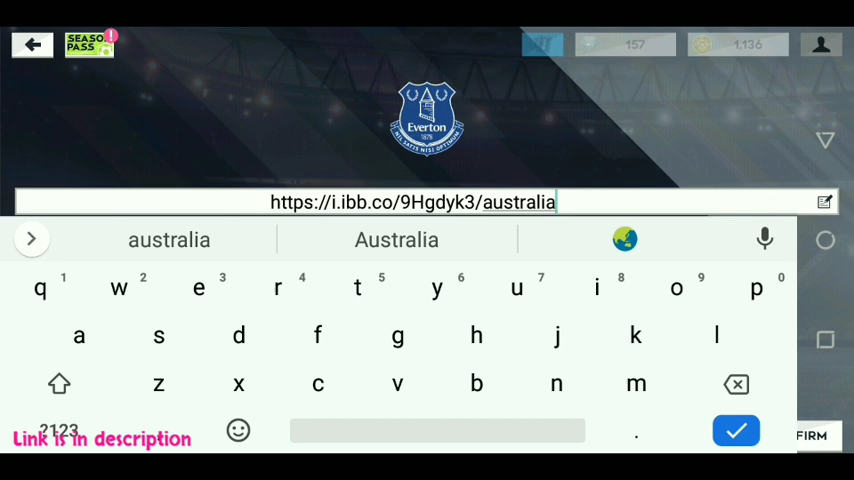 SEASON
PASS
!
157
1,136
Everton
1878
NIL SATIS NISI OPTIMUM
https://i.ibb.co/9Hgdyk3/australia
australia Australia
q 1 w 2 e 3 r 4 t 5 y 6 u 7 i 8 o 9 p 0
a s d f g h j k l
z x c v b n m
?123 .
FIRM
Link is in description